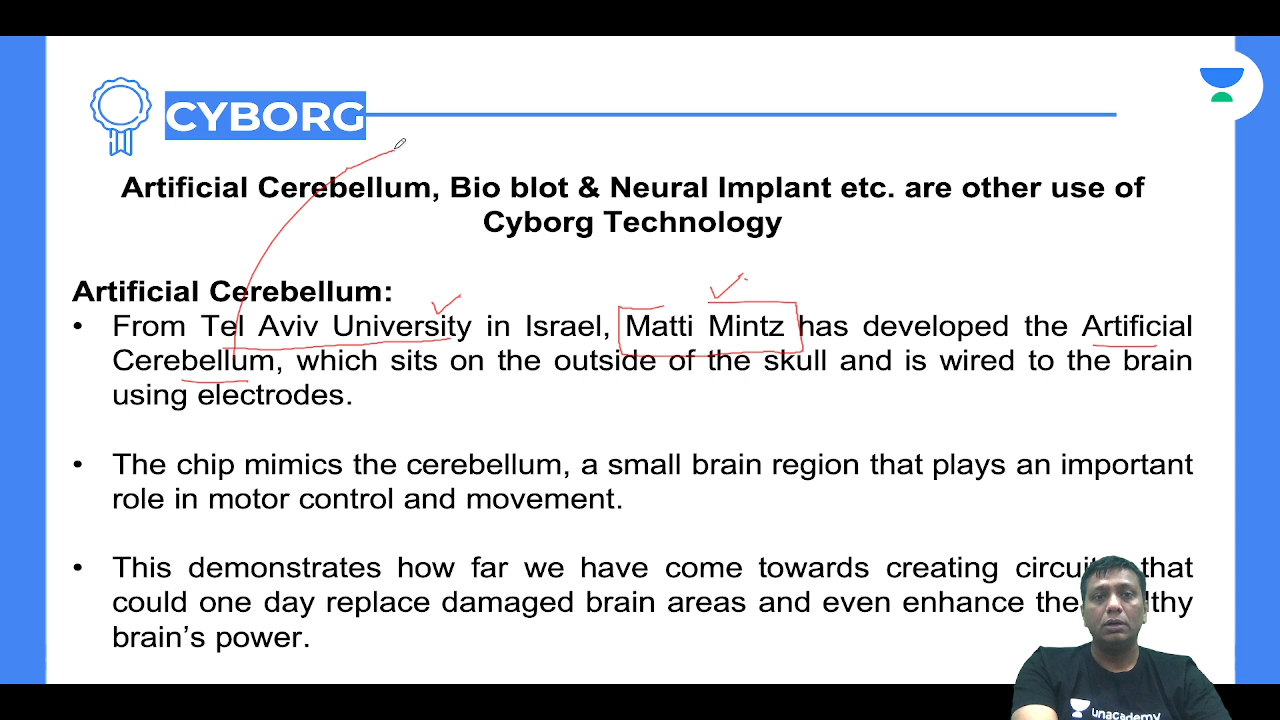 CYBORG
Artificial Cerebellum, Bio blot & Neural Implant etc. are other use of
Cyborg Technology
Artificial Cerebellum:
• From Tel Aviv University in Israel, Matti Mintz has developed the Artificial
Cerebellum, which sits on the outside of the skull and is wired to the brain
using electrodes.
• The chip mimics the cerebellum, a small brain region that plays an important
role in motor control and movement.
• This demonstrates how far we have come towards creating that
could one day replace damaged brain areas and even enhance
brain’s power.
unacademy